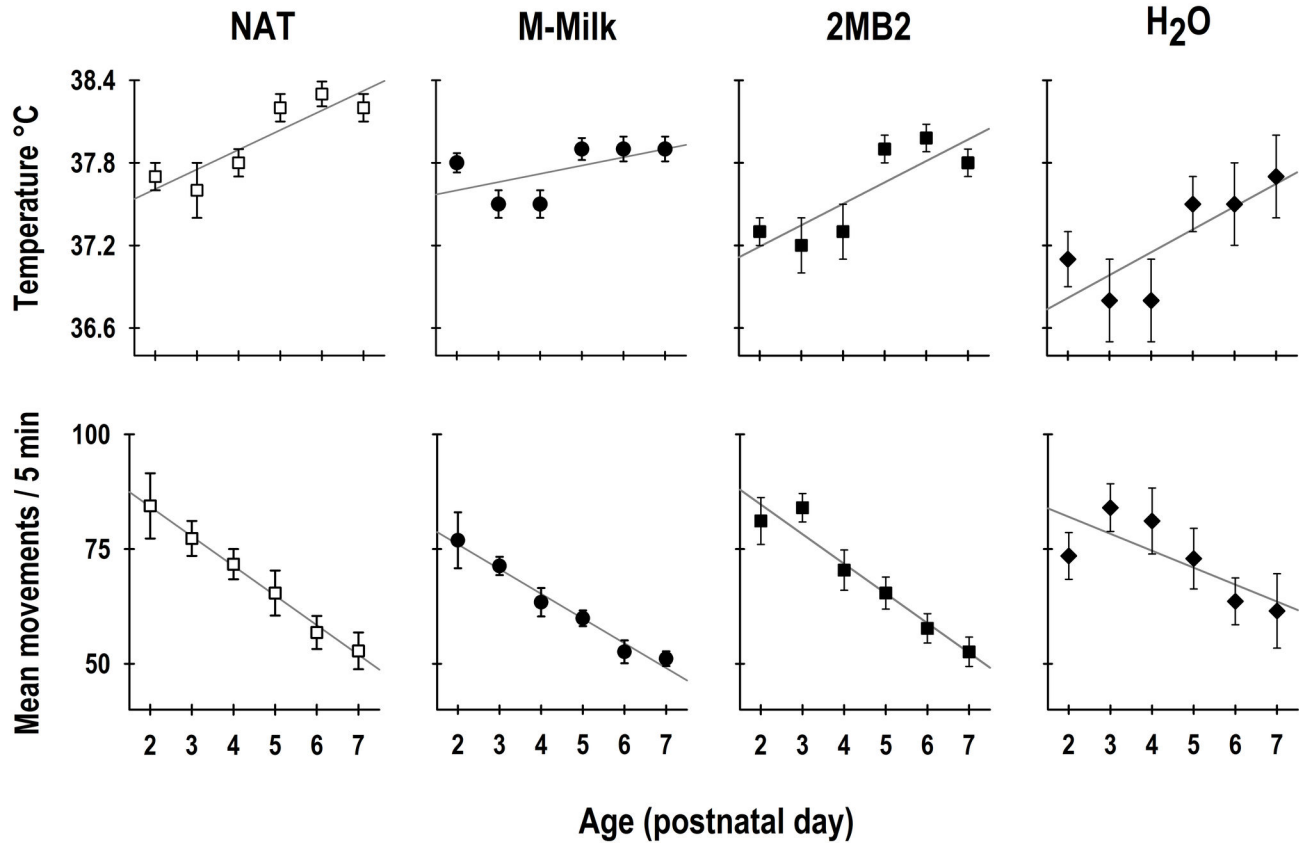 NAT M-Milk 2MB2 H₂O
Temperature °C
38.4
37.8
37.2
36.6
Mean movements / 5 min
100
75
50
2 3 4 5 6 7 2 3 4 5 6 7 2 3 4 5 6 7 2 3 4 5 6 7
Age (postnatal day)